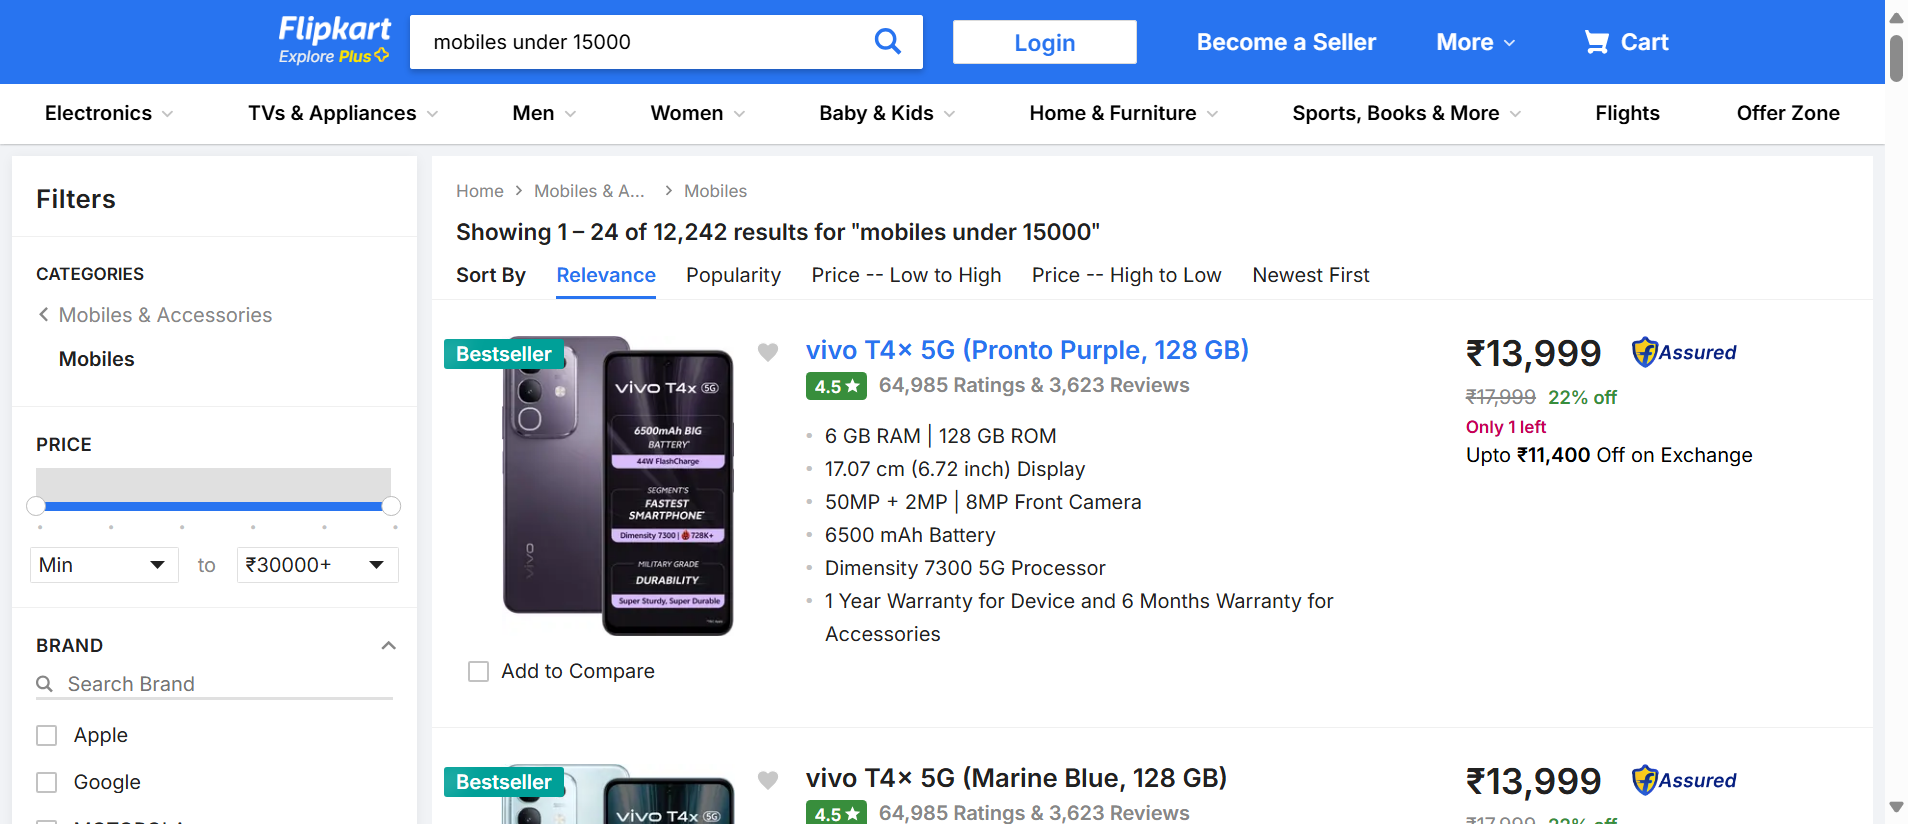 Flipkart
Explore Plus
mobiles under 15000
Login
Become a Seller
More
Cart
Electronics
TVs & Appliances
Men
Women
Baby & Kids
Home & Furniture
Sports, Books & More
Flights
Offer Zone
Filters
CATEGORIES
Mobiles & Accessories
Mobiles
PRICE
Min
to
₹30000+
BRAND
Search Brand
Apple
Google
MOTOROLA
Home
Mobiles & A...
Mobiles
Showing 1 – 24 of 12,242 results for "mobiles under 15000"
Sort By
Relevance
Popularity
Price -- Low to High
Price -- High to Low
Newest First
Bestseller
vivo T4x 5G
6500mAh BIG
BATTERY*
44W FlashCharge
SEGMENT'S
FASTEST
SMARTPHONE*
Dimensity 7300 | 728K+
MILITARY GRADE
DURABILITY
Super Sturdy, Super Durable
vivo
Add to Compare
vivo T4x 5G (Pronto Purple, 128 GB)
4.5★ 64,985 Ratings & 3,623 Reviews
6 GB RAM | 128 GB ROM
17.07 cm (6.72 inch) Display
50MP + 2MP | 8MP Front Camera
6500 mAh Battery
Dimensity 7300 5G Processor
1 Year Warranty for Device and 6 Months Warranty for
Accessories
₹13,999
Assured
₹17,999 22% off
Only 1 left
Upto ₹11,400 Off on Exchange
Bestseller
vivo T4x 5G
vivo T4x 5G (Marine Blue, 128 GB)
4.5★ 64,985 Ratings & 3,623 Reviews
₹13,999
Assured
₹17,999 22% off